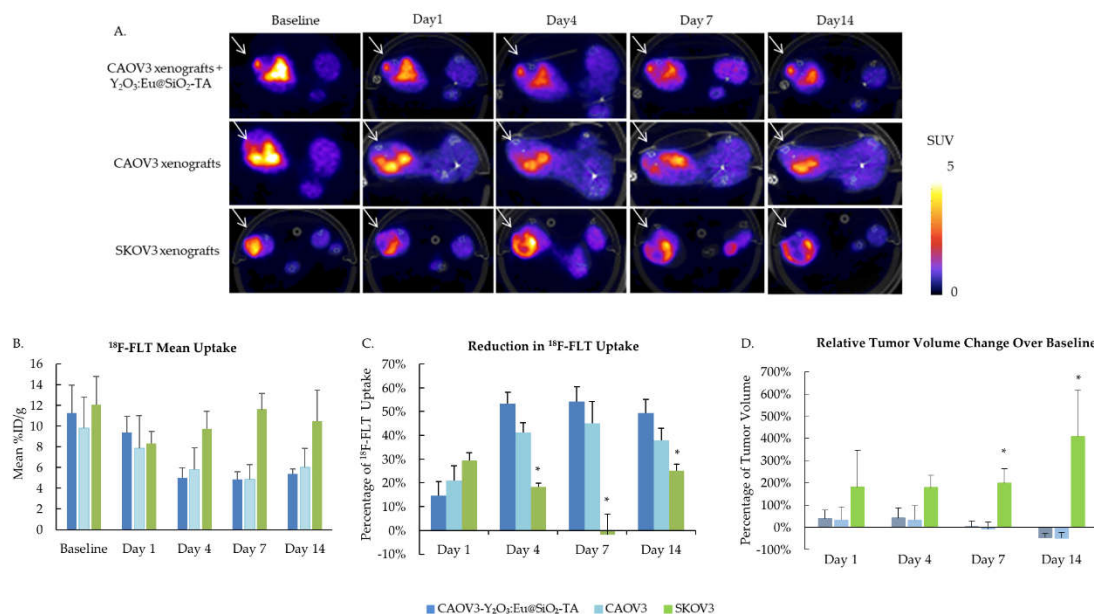 A.
Baseline Day1 Day4 Day 7 Day14
CAOV3 xenografts +
Y₂O₃:Eu@SiO₂-TA
CAOV3 xenografts
SKOV3 xenografts
SUV
5
0
B.
¹⁸F-FLT Mean Uptake
Mean %ID/g
16
14
12
10
8
6
4
2
0
Baseline Day 1 Day 4 Day 7 Day 14
C.
Reduction in ¹⁸F-FLT Uptake
Percentage of ¹⁸F-FLT Uptake
70%
60%
50%
40%
30%
20%
10%
0%
-10%
*
*
*
Day 1 Day 4 Day 7 Day 14
D.
Relative Tumor Volume Change Over Baseline
Percentage of Tumor Volume
700%
600%
500%
400%
300%
200%
100%
0%
-100%
*
*
Day 1 Day 4 Day 7 Day 14
CAOV3-Y₂O₃:Eu@SiO₂-TA CAOV3 SKOV3